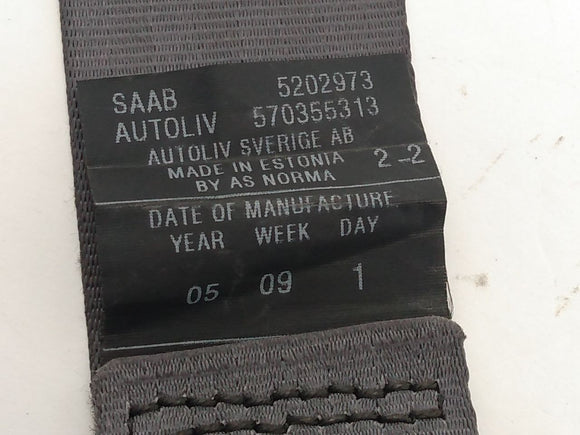 SAAB 5202973
AUTOLIV 570355313
AUTOLIV SVERIGE AB
MADE IN ESTONIA 2-2
BY AS NORMA
DATE OF MANUFACTURE
YEAR WEEK DAY
05 09 1